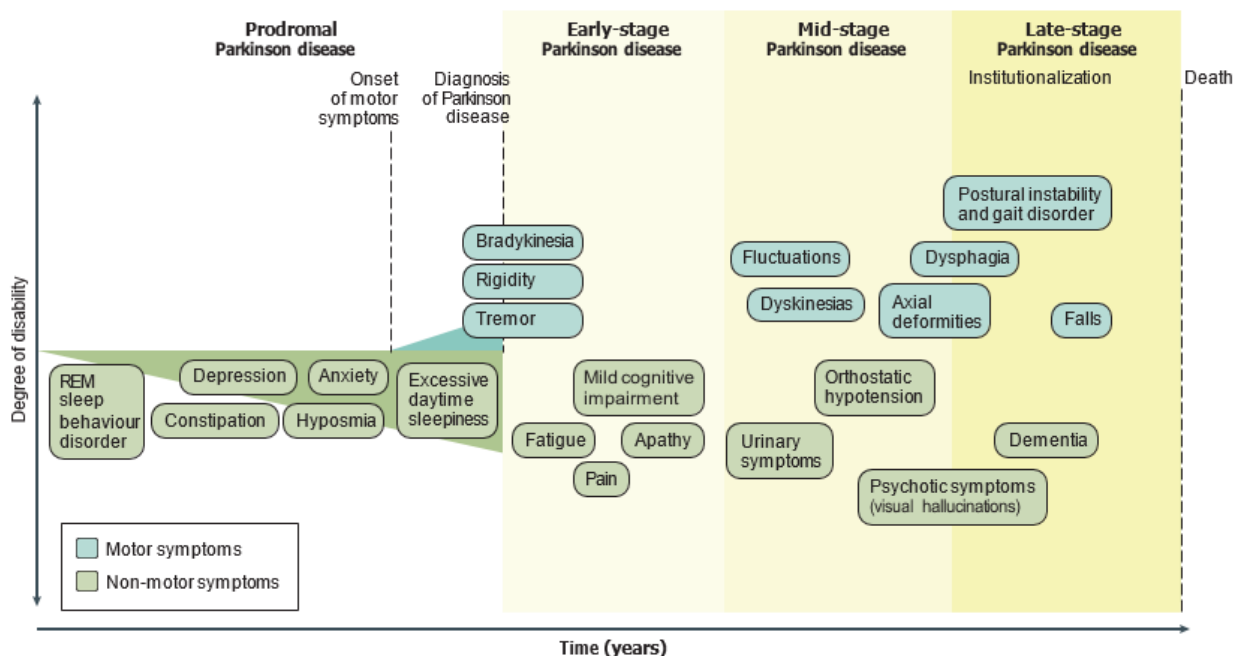 Prodromal
Parkinson disease
Early-stage
Parkinson disease
Mid-stage
Parkinson disease
Late-stage
Parkinson disease
Onset
of motor
symptoms
Diagnosis
of Parkinson
disease
Institutionalization
Death
Degree of disability
Bradykinesia
Rigidity
Tremor
Fluctuations
Dyskinesias
Postural instability
and gait disorder
Dysphagia
Axial
deformities
Falls
REM
sleep
behaviour
disorder
Depression
Anxiety
Constipation
Hyposmia
Excessive
daytime
sleepiness
Mild cognitive
impairment
Fatigue
Apathy
Pain
Orthostatic
hypotension
Urinary
symptoms
Dementia
Psychotic symptoms
(visual hallucinations)
Motor symptoms
Non-motor symptoms
Time (years)